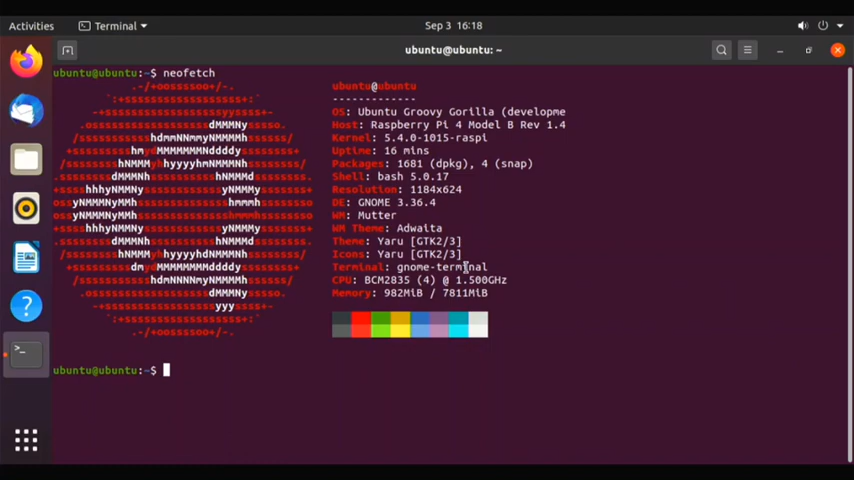 Activities Terminal Sep 3 16:18
ubuntu@ubuntu: ~
ubuntu@ubuntu:~$ neofetch
ubuntu@ubuntu
-------------
OS: Ubuntu Groovy Gorilla (developme
Host: Raspberry Pi 4 Model B Rev 1.4
Kernel: 5.4.0-1015-raspi
Uptime: 16 mins
Packages: 1681 (dpkg), 4 (snap)
Shell: bash 5.0.17
Resolution: 1184x624
DE: GNOME 3.36.4
WM: Mutter
WM Theme: Adwaita
Theme: Yaru [GTK2/3]
Icons: Yaru [GTK2/3]
Terminal: gnome-terminal
CPU: BCM2835 (4) @ 1.500GHz
Memory: 982MiB / 7811MiB
ubuntu@ubuntu:~$